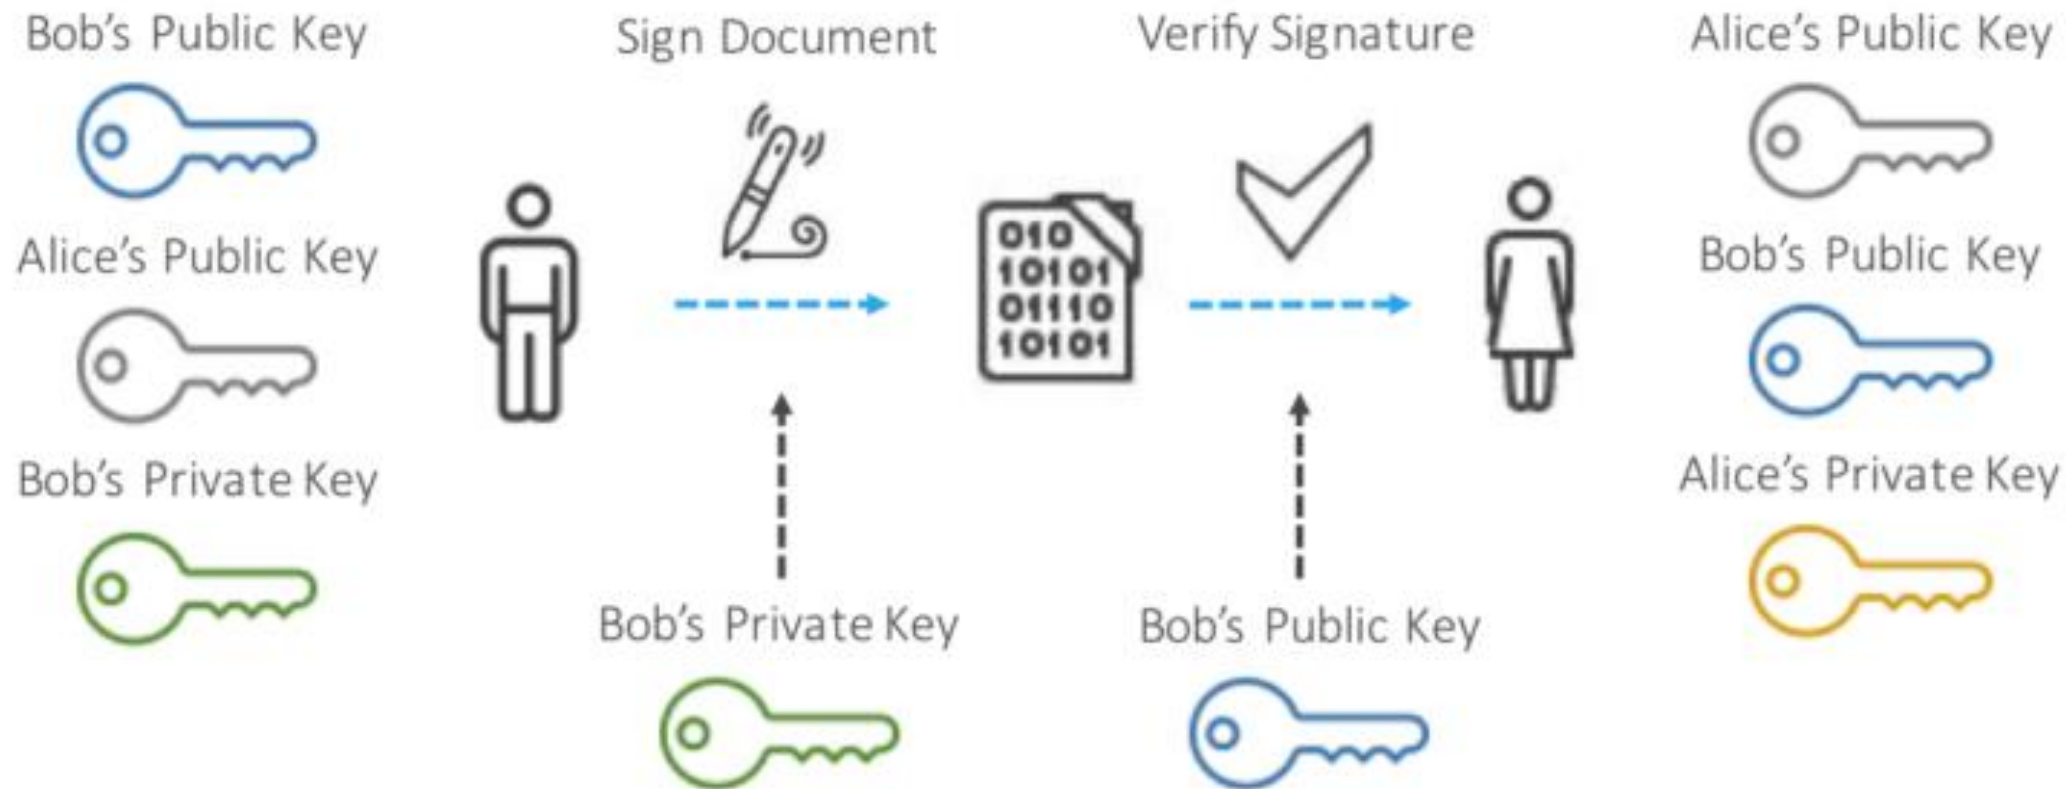 Bob's Public Key
Sign Document
Verify Signature
Alice's Public Key
Alice's Public Key
Bob's Public Key
010
10101
01110
10101
Bob's Private Key
Alice's Private Key
Bob's Private Key
Bob's Public Key